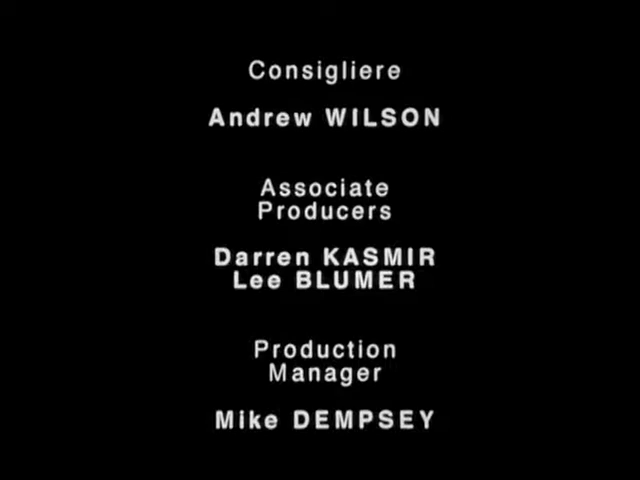 Consigliere
Andrew WILSON
Associate
Producers
Darren KASMIR
Lee BLUMER
Production
Manager
Mike DEMPSEY